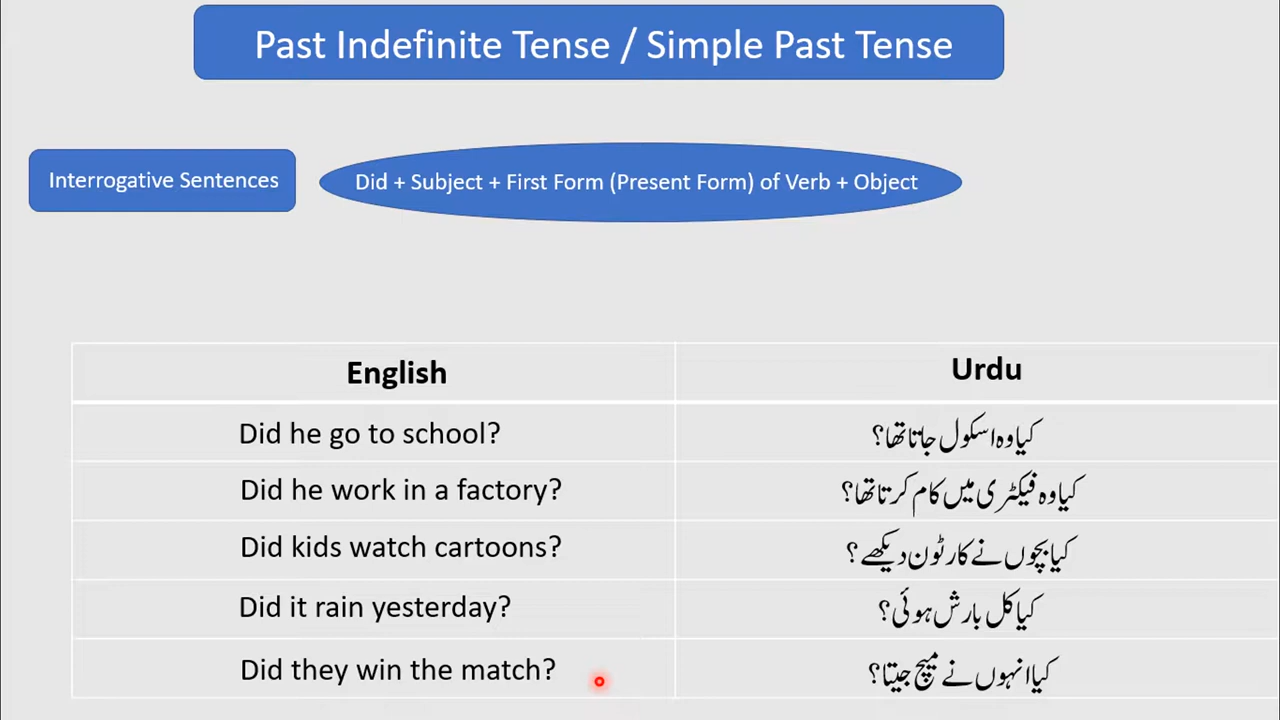 Past Indefinite Tense / Simple Past Tense
Interrogative Sentences
Did + Subject + First Form (Present Form) of Verb + Object
English
Urdu
Did he go to school?
کیا وہ اسکول جاتا تھا؟
Did he work in a factory?
کیا وہ فیکٹری میں کام کرتا تھا؟
Did kids watch cartoons?
کیا بچوں نے کارٹون دیکھے ؟
Did it rain yesterday?
کیا کل بارش ہوئی؟
Did they win the match?
کیا انہوں نے میچ جیتا؟